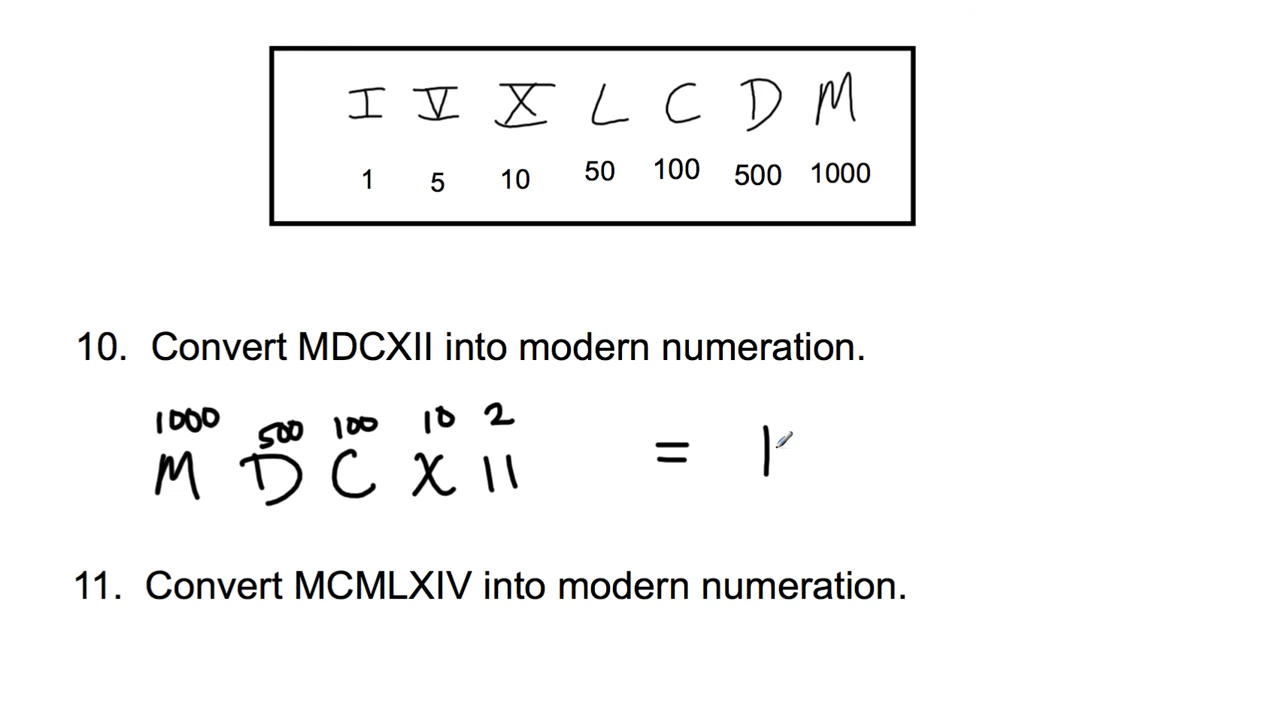 I V X L C D M
1 5 10 50 100 500 1000
10. Convert MDCXII into modern numeration.
1000 500 100 10 2
M D C X II = 1
11. Convert MCMLXIV into modern numeration.